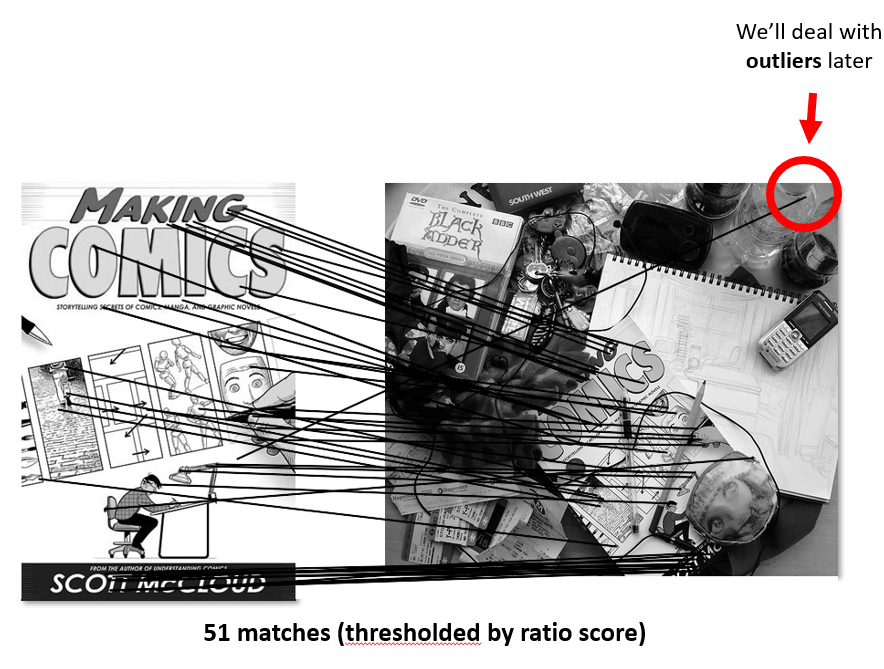 We'll deal with
outliers later
MAKING
COMICS
STORYTELLING SECRETS OF COMICS, MANGA, AND GRAPHIC NOVELS
FROM THE AUTHOR OF UNDERSTANDING COMICS
SCOTT McCLOUD
SOUTH WEST
DVD
THE COMPLETE
BLACK
ADDER
BBC
15
COMICS
51 matches (thresholded by ratio score)